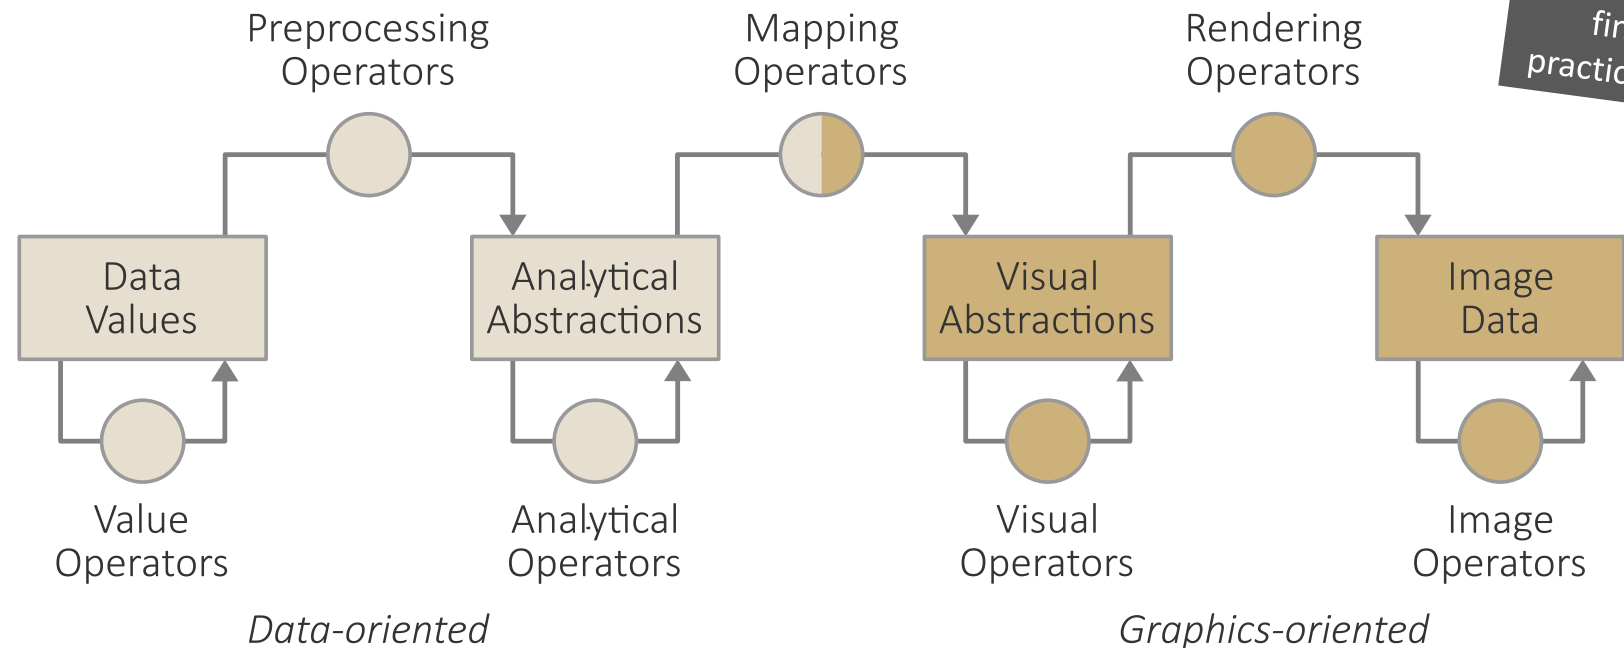 Preprocessing
Operators
Mapping
Operators
Rendering
Operators
Data
Values
Analytical
Abstractions
Visual
Abstractions
Image
Data
Value
Operators
Analytical
Operators
Visual
Operators
Image
Operators
Data-oriented
Graphics-oriented